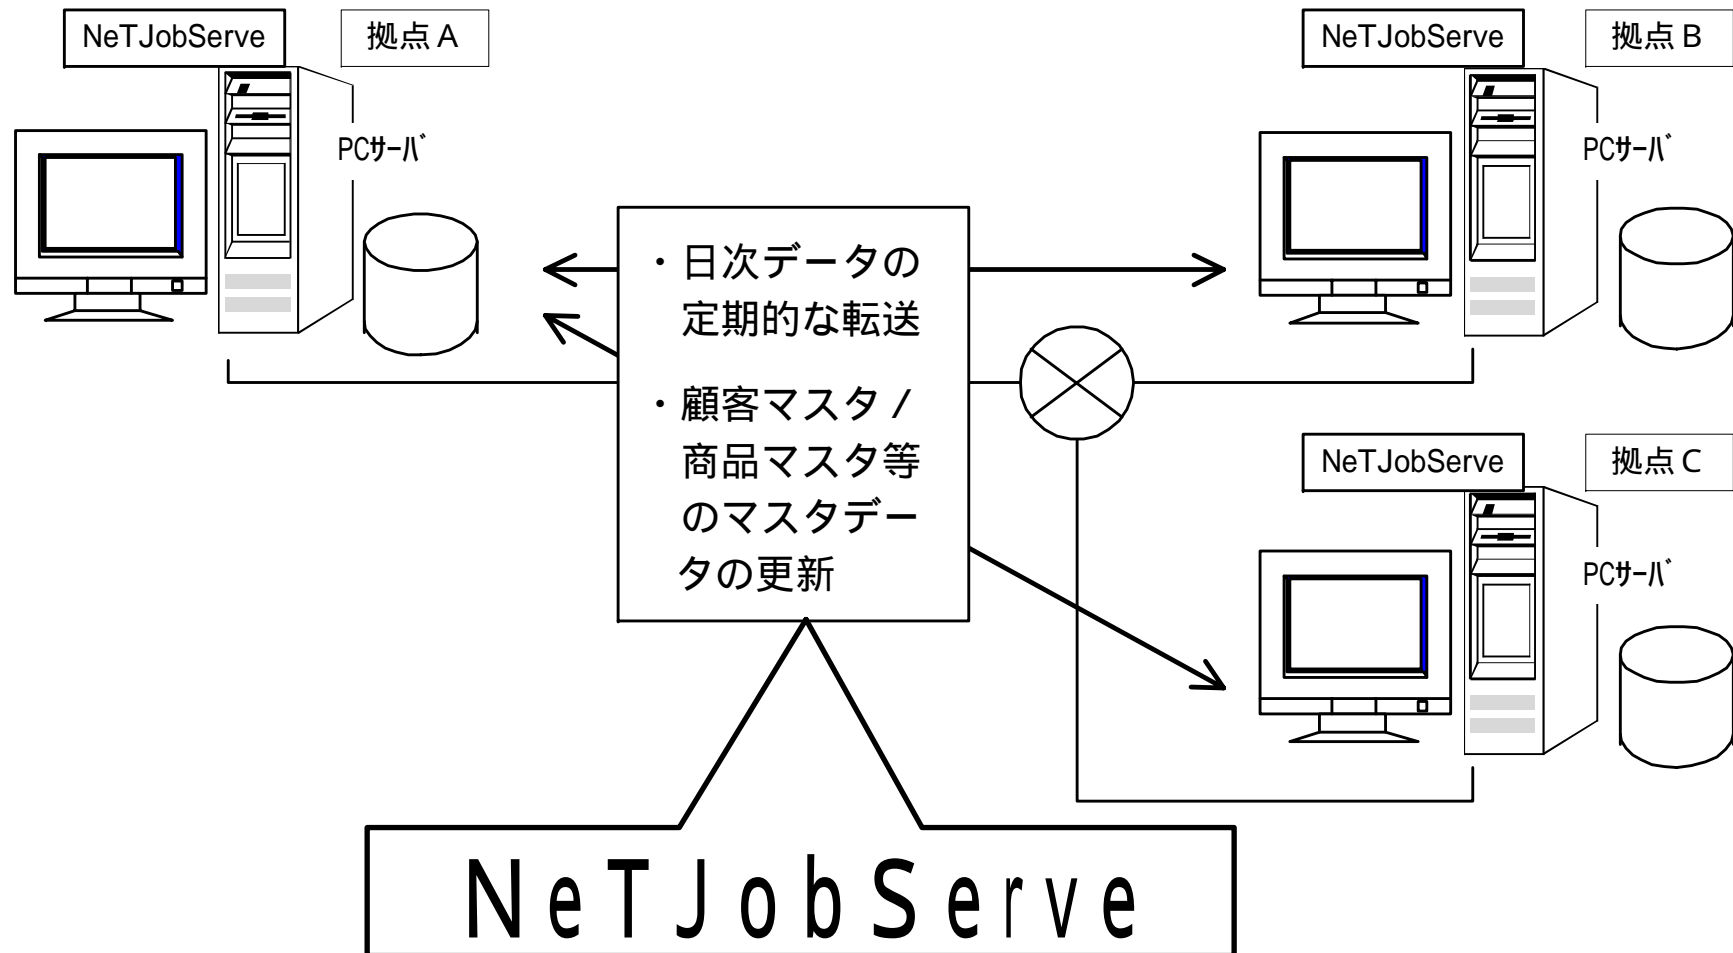 NeTJobServe
拠点A
PCｻｰﾊﾞ
NeTJobServe
拠点B
PCｻｰﾊﾞ
・日次データの
定期的な転送
・顧客マスタ/
商品マスタ等
のマスタデー
タの更新
NeTJobServe
拠点C
PCｻｰﾊﾞ
NeTJobServe